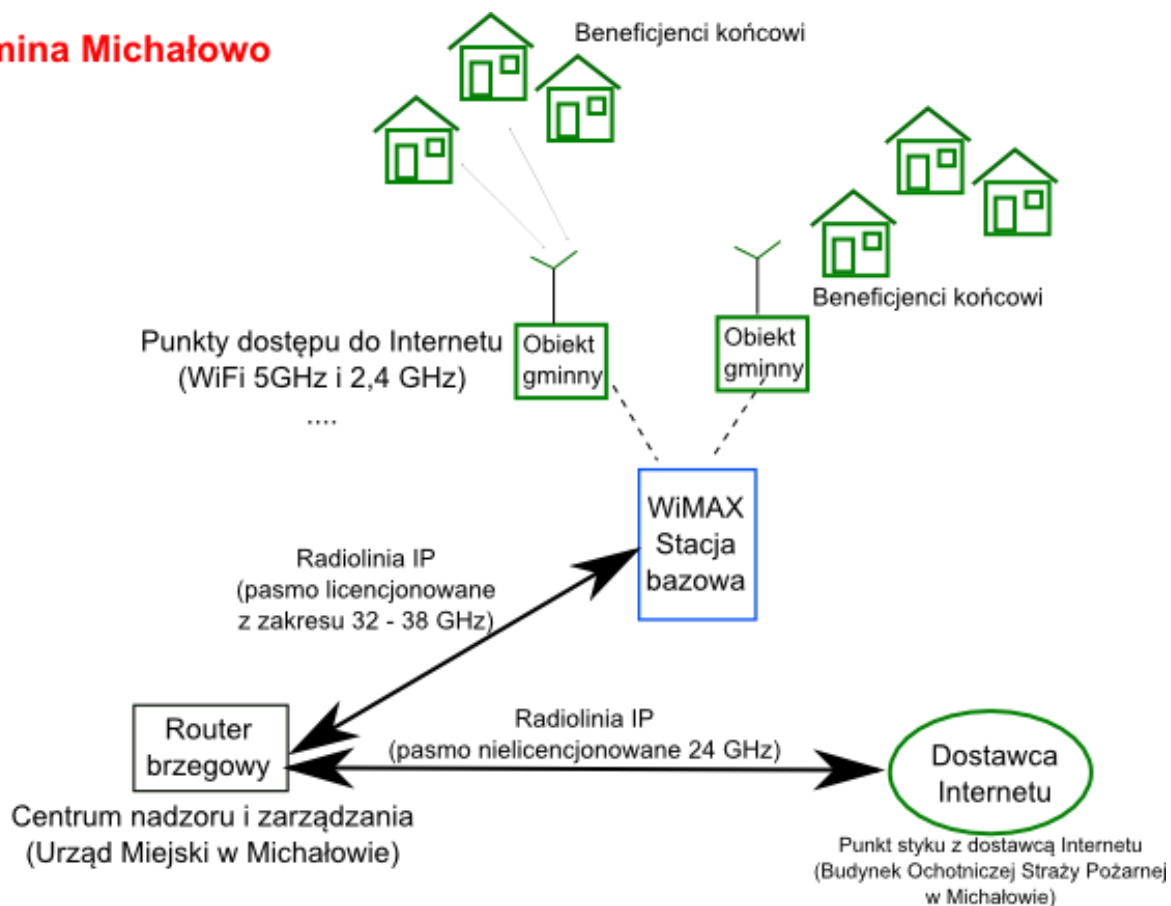 mina Michałowo
Beneficjenci końcowi
Beneficjenci końcowi
Punkty dostępu do Internetu
(WiFi 5GHz i 2,4 GHz)
....
Obiekt
gminny
Obiekt
gminny
WiMAX
Stacja
bazowa
Radiolinia IP
(pasmo licencjonowane
z zakresu 32 - 38 GHz)
Radiolinia IP
(pasmo nielicencjonowane 24 GHz)
Router
brzegowy
Centrum nadzoru i zarządzania
(Urząd Miejski w Michałowie)
Dostawca
Internetu
Punkt styku z dostawcą Internetu
(Budynek Ochotniczej Straży Pożarnej
w Michałowie)